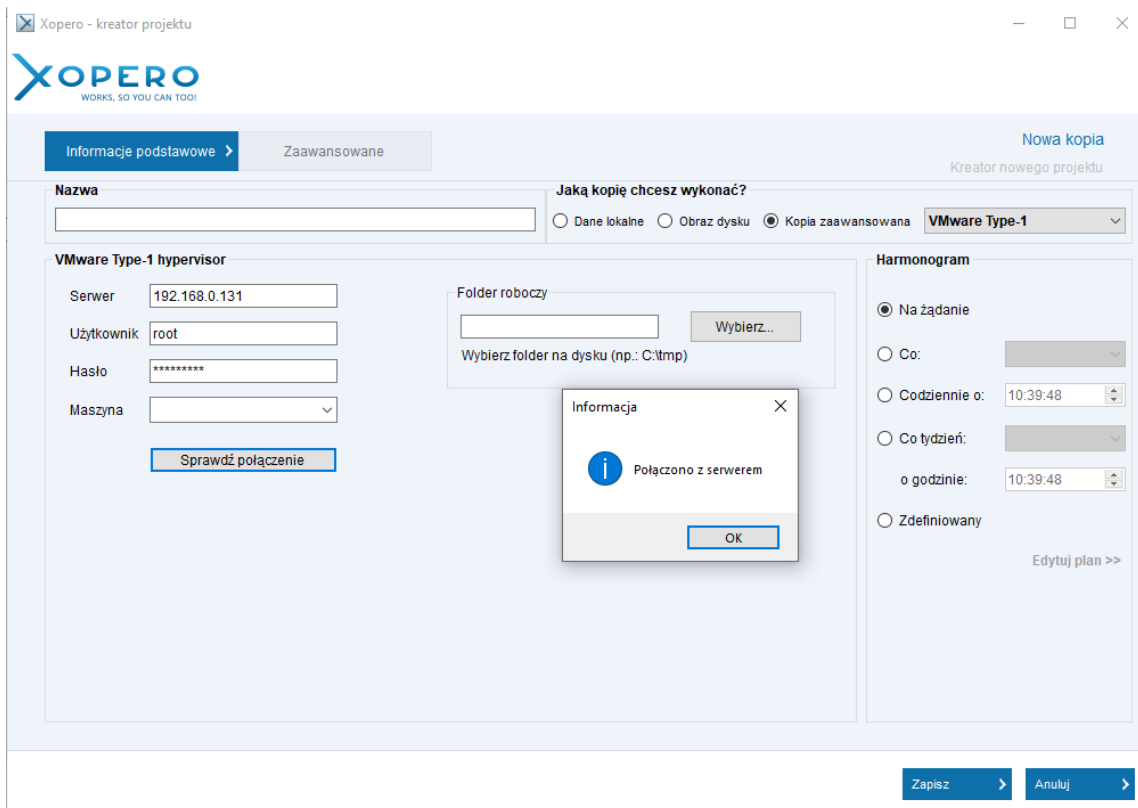 Xopero - kreator projektu
XOPERO
WORKS, SO YOU CAN TOO!
Informacje podstawowe
Zaawansowane
Nowa kopia
Kreator nowego projektu
Nazwa
Jaką kopię chcesz wykonać?
Dane lokalne
Obraz dysku
Kopia zaawansowana
VMware Type-1
VMware Type-1 hypervisor
Serwer 192.168.0.131
Użytkownik root
Hasło *********
Maszyna
Sprawdź połączenie
Folder roboczy
Wybierz...
Wybierz folder na dysku (np.: C:\tmp)
Informacja
Połączono z serwerem
OK
Harmonogram
Na żądanie
Co:
Codziennie o: 10:39:48
Co tydzień:
o godzinie: 10:39:48
Zdefiniowany
Edytuj plan >>
Zapisz
Anuluj